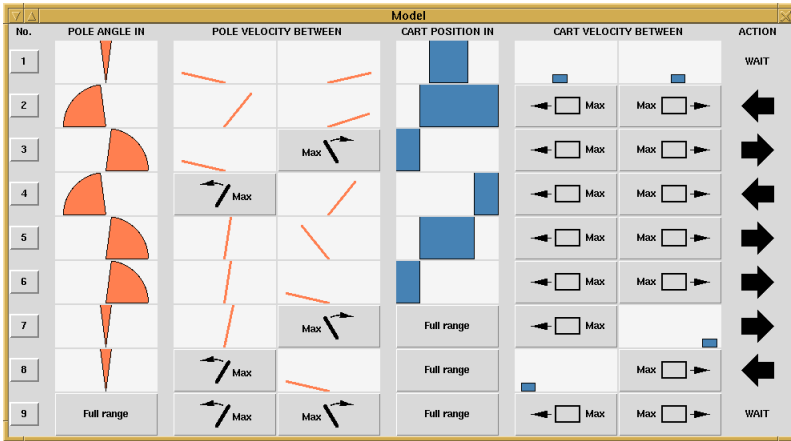 Model
No. POLE ANGLE IN POLE VELOCITY BETWEEN CART POSITION IN CART VELOCITY BETWEEN ACTION
1 WAIT
2 Max Max
3 Max Max Max
4 Max Max Max
5 Max Max
6 Max Max
7 Max Full range Max
8 Max Full range Max
9 Full range Max Max Full range Max Max WAIT